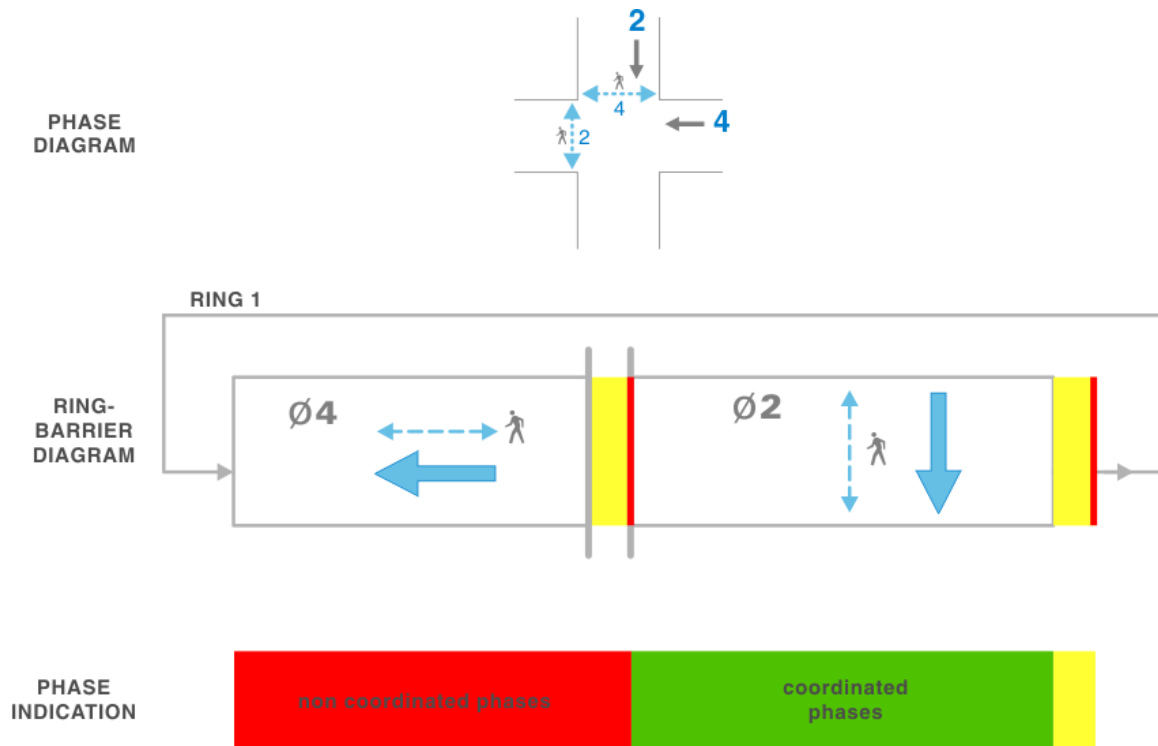 2
4
4
2
PHASE
DIAGRAM
RING 1
RING-
BARRIER
DIAGRAM
Ø4
Ø2
PHASE
INDICATION
non coordinated phases
coordinated
phases